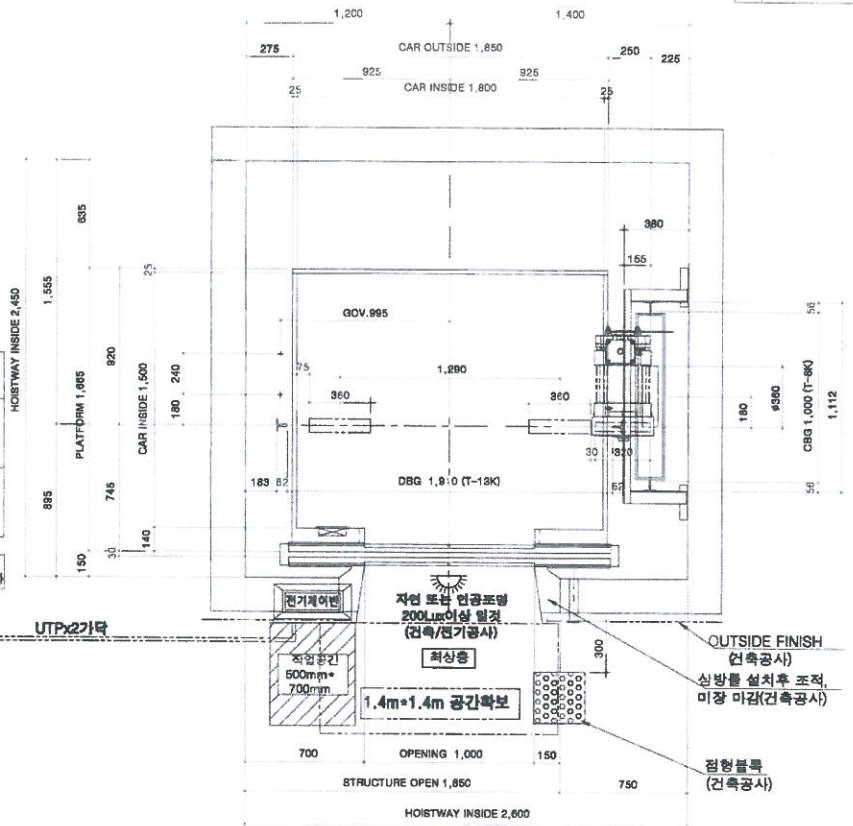 1,200
1,400
275
CAR OUTSIDE 1,850
250
225
925
925
25
CAR INSIDE 1,800
25
HOISTWAY INSIDE 2,450
635
1,555
PLATFORM 1,665
CAR INSIDE 1,500
25
920
240
180
895
745
140
150
30
380
155
GOV.995
75
1,290
360
360
30
320
183
62
DBG 1,910 (T-13K)
62
56
180
ø360
CBG 1,000 (T-8K)
1,112
56
전기제어반
자연 또는 인공조명
200Lux이상 일것
(건축/전기공사)
UTPx2가닥
최상층
작업공간
500mm*
700mm
1.4m*1.4m 공간확보
300
OUTSIDE FINISH
(건축공사)
상방틀 설치후 조적,
미장 마감(건축공사)
점형블록
(건축공사)
700
OPENING 1,000
150
STRUCTURE OPEN 1,850
750
HOISTWAY INSIDE 2,600